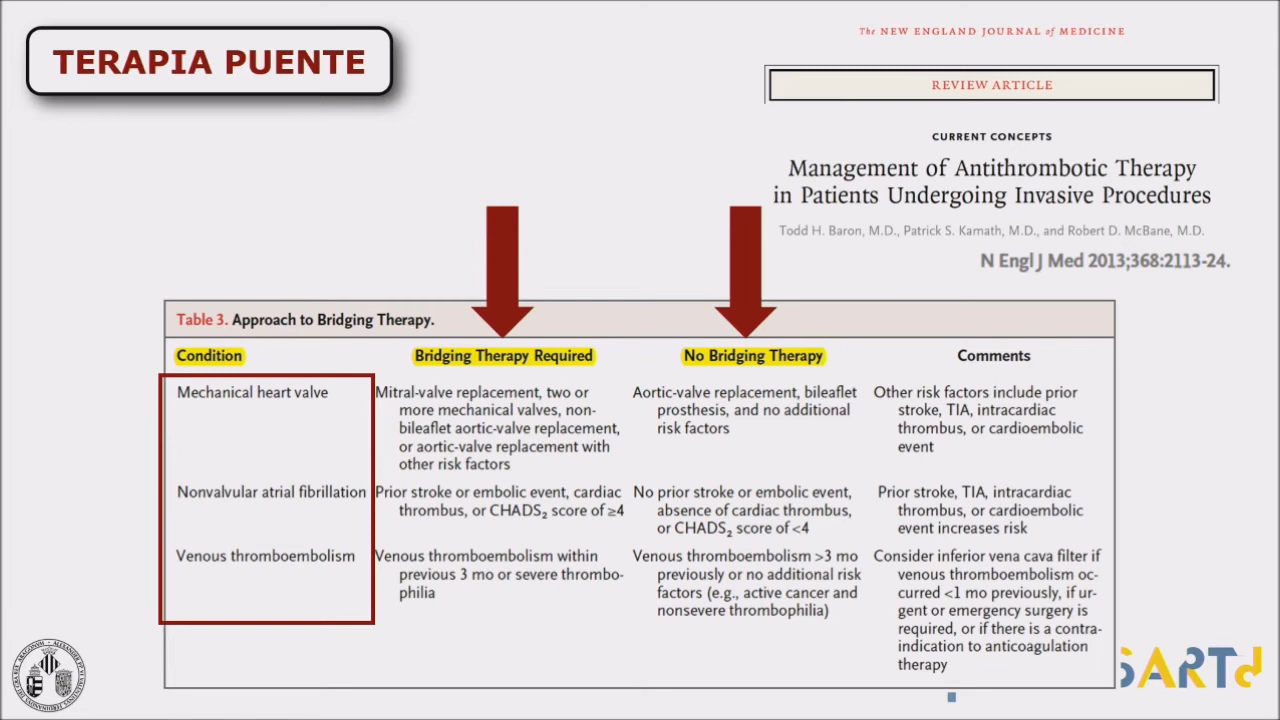 TERAPIA PUENTE
The NEW ENGLAND JOURNAL of MEDICINE
REVIEW ARTICLE
CURRENT CONCEPTS
Management of Antithrombotic Therapy
in Patients Undergoing Invasive Procedures
Todd H. Baron, M.D., Patrick S. Kamath, M.D., and Robert D. McBane, M.D.
N Engl J Med 2013;368:2113-24.
Table 3. Approach to Bridging Therapy.
Condition
Bridging Therapy Required
No Bridging Therapy
Comments
Mechanical heart valve
Mitral-valve replacement, two or
more mechanical valves, non-
bileaflet aortic-valve replacement,
or aortic-valve replacement with
other risk factors
Aortic-valve replacement, bileaflet
prosthesis, and no additional
risk factors
Other risk factors include prior
stroke, TIA, intracardiac
thrombus, or cardioembolic
event
Nonvalvular atrial fibrillation
Prior stroke or embolic event, cardiac
thrombus, or CHADS₂ score of ≥4
No prior stroke or embolic event,
absence of cardiac thrombus,
or CHADS₂ score of <4
Prior stroke, TIA, intracardiac
thrombus, or cardioembolic
event increases risk
Venous thromboembolism
Venous thromboembolism within
previous 3 mo or severe thrombo-
philia
Venous thromboembolism >3 mo
previously or no additional risk
factors (e.g., active cancer and
nonsevere thrombophilia)
Consider inferior vena cava filter if
venous thromboembolism oc-
curred <1 mo previously, if ur-
gent or emergency surgery is
required, or if there is a contra-
indication to anticoagulation
therapy
SARTd